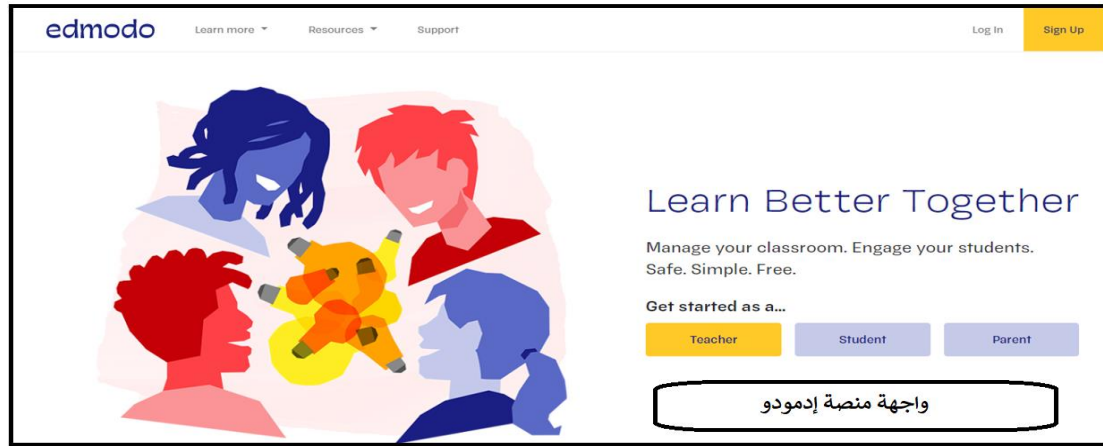 edmodo
Learn more
Resources
Support
Log In
Sign Up
Learn Better Together
Manage your classroom. Engage your students.
Safe. Simple. Free.
Get started as a...
Teacher
Student
Parent
واجهة منصة إدمودو